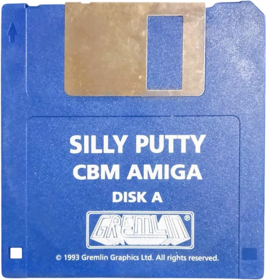 SILLY PUTTY
CBM AMIGA
DISK A
GREMLIN
© 1993 Gremlin Graphics Ltd. All rights reserved.